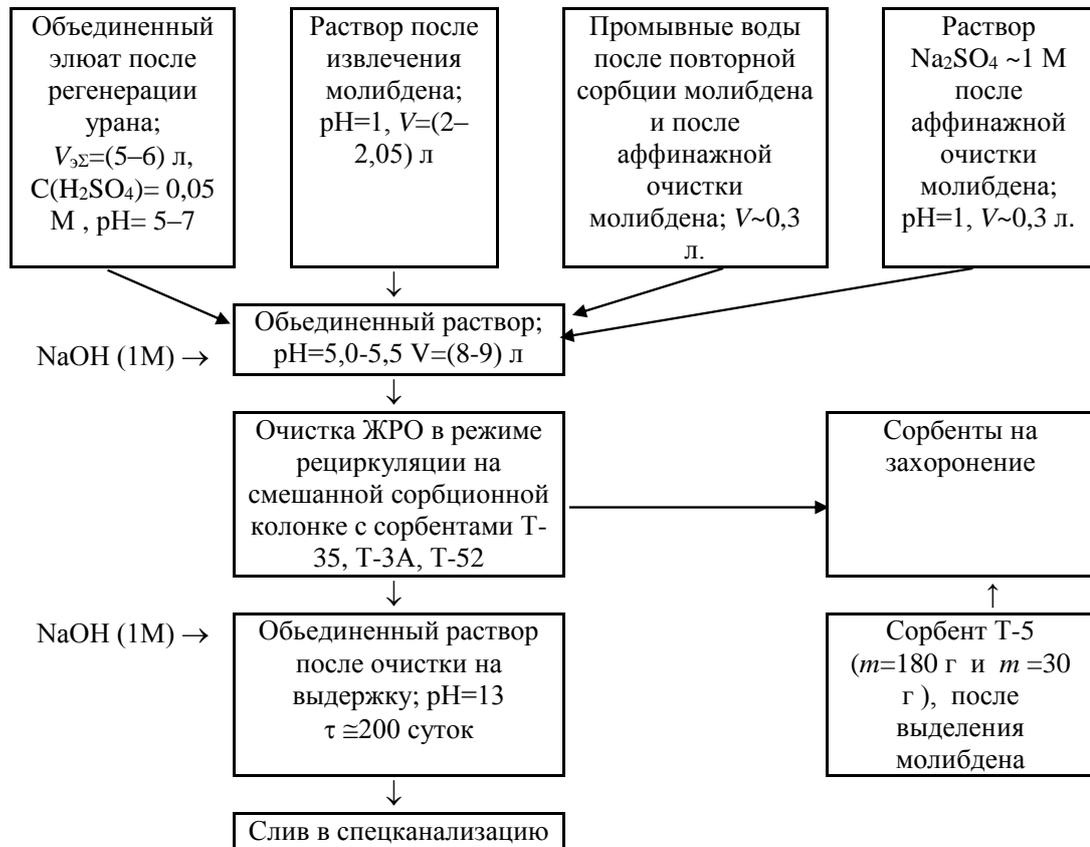 Объединенный
элюат после
регенерации
урана;
VэΣ=(5–6) л,
C(H₂SO₄)= 0,05
М , pH= 5–7
Раствор после
извлечения
молибдена;
pH=1, V=(2–
2,05) л
Промывные воды
после повторной
сорбции молибдена
и после
аффинажной
очистки
молибдена; V~0,3
л.
Раствор
Na₂SO₄ ~1 М
после
аффинажной
очистки
молибдена;
pH=1, V~0,3 л.
↓
NaOH (1М) →
Обьединенный раствор;
pH=5,0-5,5 V=(8-9) л
↓
Очистка ЖРО в режиме
рециркуляции на
смешанной сорбционной
колонке с сорбентами Т-
35, Т-3А, Т-52
Сорбенты на
захоронение
↓
↑
NaOH (1М) →
Обьединенный раствор
после очистки на
выдержку; pH=13
τ ≅200 суток
Сорбент Т-5
(m=180 г и m =30
г ), после
выделения
молибдена
↓
Слив в спецканализацию